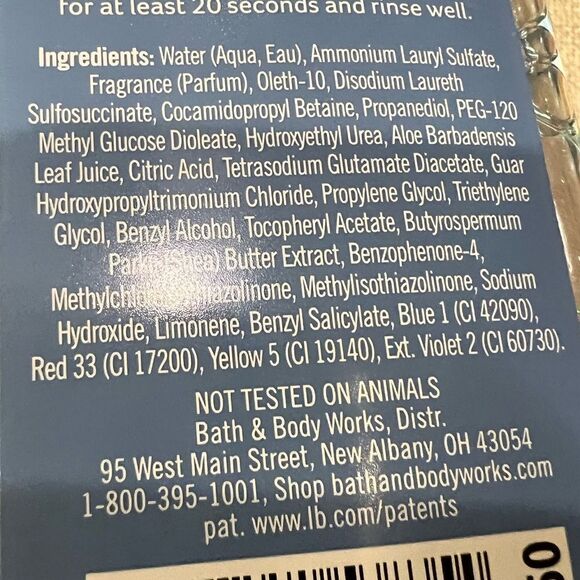 for at least 20 seconds and rinse well.
Ingredients: Water (Aqua, Eau), Ammonium Lauryl Sulfate,
Fragrance (Parfum), Oleth-10, Disodium Laureth
Sulfosuccinate, Cocamidopropyl Betaine, Propanediol, PEG-120
Methyl Glucose Dioleate, Hydroxyethyl Urea, Aloe Barbadensis
Leaf Juice, Citric Acid, Tetrasodium Glutamate Diacetate, Guar
Hydroxypropyltrimonium Chloride, Propylene Glycol, Triethylene
Glycol, Benzyl Alcohol, Tocopheryl Acetate, Butyrospermum
Parkii (Shea) Butter Extract, Benzophenone-4,
Methylchloroisothiazolinone, Methylisothiazolinone, Sodium
Hydroxide, Limonene, Benzyl Salicylate, Blue 1 (CI 42090),
Red 33 (CI 17200), Yellow 5 (CI 19140), Ext. Violet 2 (CI 60730).
NOT TESTED ON ANIMALS
Bath & Body Works, Distr.
95 West Main Street, New Albany, OH 43054
1-800-395-1001, Shop bathandbodyworks.com
pat. www.lb.com/patents